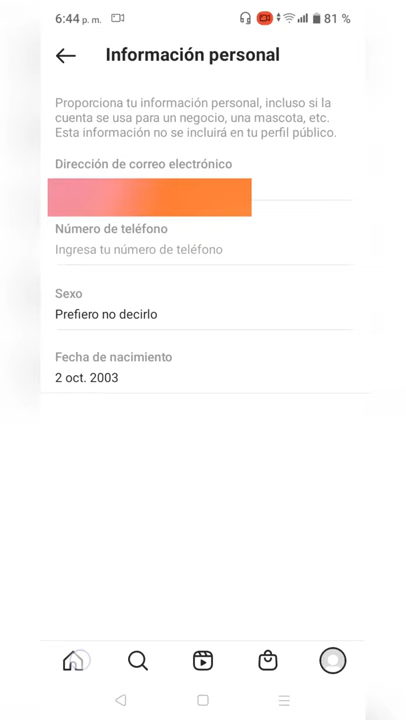 6:44 p. m. 81 %
Información personal
Proporciona tu información personal, incluso si la
cuenta se usa para un negocio, una mascota, etc.
Esta información no se incluirá en tu perfil público.
Dirección de correo electrónico
Número de teléfono
Ingresa tu número de teléfono
Sexo
Prefiero no decirlo
Fecha de nacimiento
2 oct. 2003